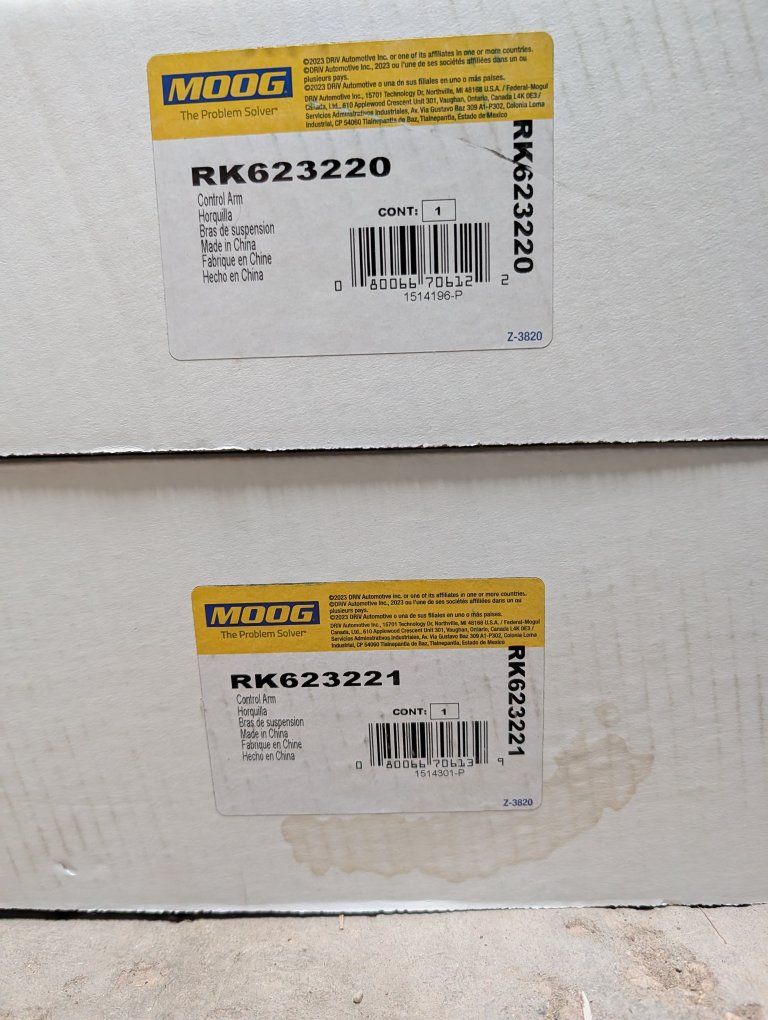 MOOG
The Problem Solver
©2023 DRiV Automotive Inc. or one of its affiliates in one or more countries.
©DRiV Automotive Inc., 2023 ou l'une de ses sociétés affiliées dans un ou
plusieurs pays.
©2023 DRiV Automotive o una de sus filiales en uno o más países.
DRiV Automotive Inc., 15701 Technology Dr, Northville, MI 48168 U.S.A. / Federal-Mogul
Canada, Ltd., 610 Applewood Crescent Unit 301, Vaughan, Ontario, Canada L4K 0E3 /
Servicios Administrativos Industriales, Av. Via Gustavo Baz 309 A1-P302, Colonia Loma
Industrial, CP 54060 Tlalnepantla de Baz, Tlalnepantla, Estado de Mexico
RK623220
RK623220
Control Arm
Horquilla
Bras de suspension
Made in China
Fabrique en Chine
Hecho en China
CONT: 1
0 80066 70612 2
1514196-P
Z-3820
MOOG
The Problem Solver
©2023 DRiV Automotive Inc. or one of its affiliates in one or more countries.
©DRiV Automotive Inc., 2023 ou l'une de ses sociétés affiliées dans un ou
plusieurs pays.
©2023 DRiV Automotive o una de sus filiales en uno o más países.
DRiV Automotive Inc., 15701 Technology Dr, Northville, MI 48168 U.S.A. / Federal-Mogul
Canada, Ltd., 610 Applewood Crescent Unit 301, Vaughan, Ontario, Canada L4K 0E3 /
Servicios Administrativos Industriales, Av. Via Gustavo Baz 309 A1-P302, Colonia Loma
Industrial, CP 54060 Tlalnepantla de Baz, Tlalnepantla, Estado de Mexico
RK623221
RK623221
Control Arm
Horquilla
Bras de suspension
Made in China
Fabrique en Chine
Hecho en China
CONT: 1
0 80066 70613 9
1514301-P
Z-3820